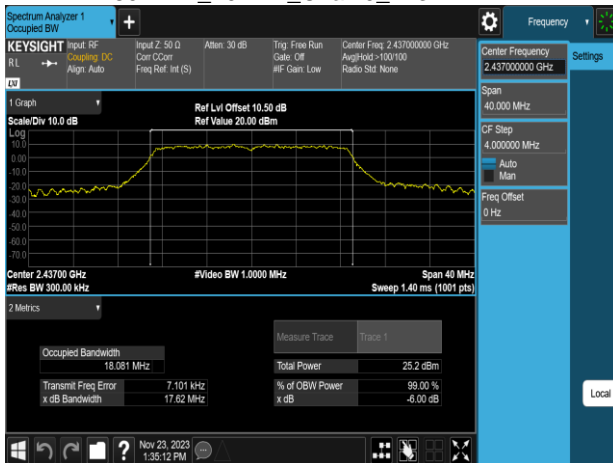 Spectrum Analyzer 1
Occupied BW
Frequency
KEYSIGHT
Input: RF
Input Z: 50 Ω
Atten: 30 dB
Trig: Free Run
Center Freq: 2.437000000 GHz
R L
Coupling: DC
Corr CCorr
Gate: Off
Avg|Hold:>100/100
Align: Auto
Freq Ref: Int (S)
#IF Gain: Low
Radio Std: None
LXI
Center Frequency
2.437000000 GHz
Settings
Span
40.000 MHz
CF Step
4.000000 MHz
Auto
Man
Freq Offset
0 Hz
Local
1 Graph
Ref Lvl Offset 10.50 dB
Scale/Div 10.0 dB
Ref Value 20.00 dBm
Log
10.0
0.00
-10.0
-20.0
-30.0
-40.0
-50.0
-60.0
-70.0
Center 2.43700 GHz
#Video BW 1.0000 MHz
Span 40 MHz
#Res BW 300.00 kHz
Sweep 1.40 ms (1001 pts)
2 Metrics
Measure Trace
Trace 1
Occupied Bandwidth
18.081 MHz
Total Power
25.2 dBm
Transmit Freq Error
7.101 kHz
% of OBW Power
99.00 %
x dB Bandwidth
17.62 MHz
x dB
-6.00 dB
Nov 23, 2023
1:35:12 PM